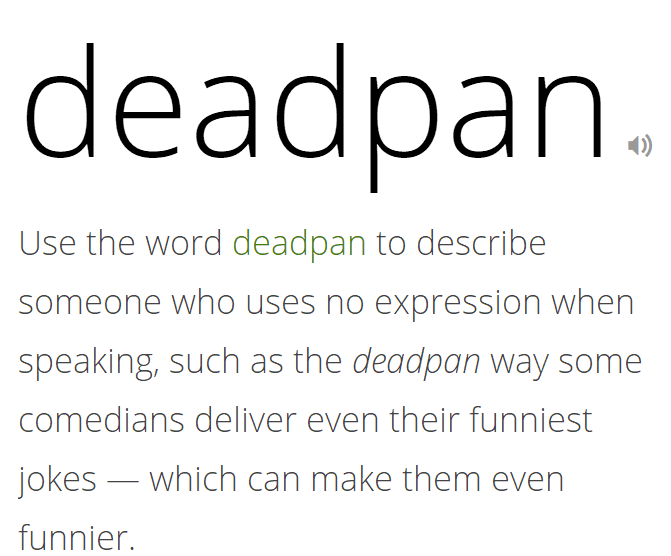 deadpan
Use the word deadpan to describe
someone who uses no expression when
speaking, such as the deadpan way some
comedians deliver even their funniest
jokes — which can make them even
funnier.